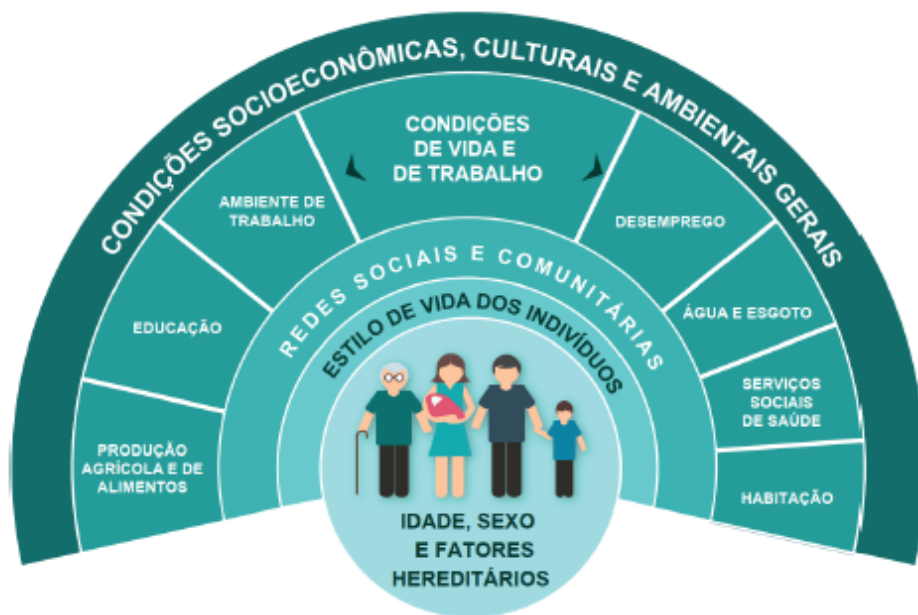 CONDIÇÕES SOCIOECONÔMICAS, CULTURAIS E AMBIENTAIS GERAIS
CONDIÇÕES
DE VIDA E
DE TRABALHO
AMBIENTE DE
TRABALHO
EDUCAÇÃO
PRODUÇÃO
AGRÍCOLA E DE
ALIMENTOS
DESEMPREGO
ÁGUA E ESGOTO
SERVIÇOS
SOCIAIS
DE SAÚDE
HABITAÇÃO
REDES SOCIAIS E COMUNITÁRIAS
ESTILO DE VIDA DOS INDIVÍDUOS
IDADE, SEXO
E FATORES
HEREDITÁRIOS